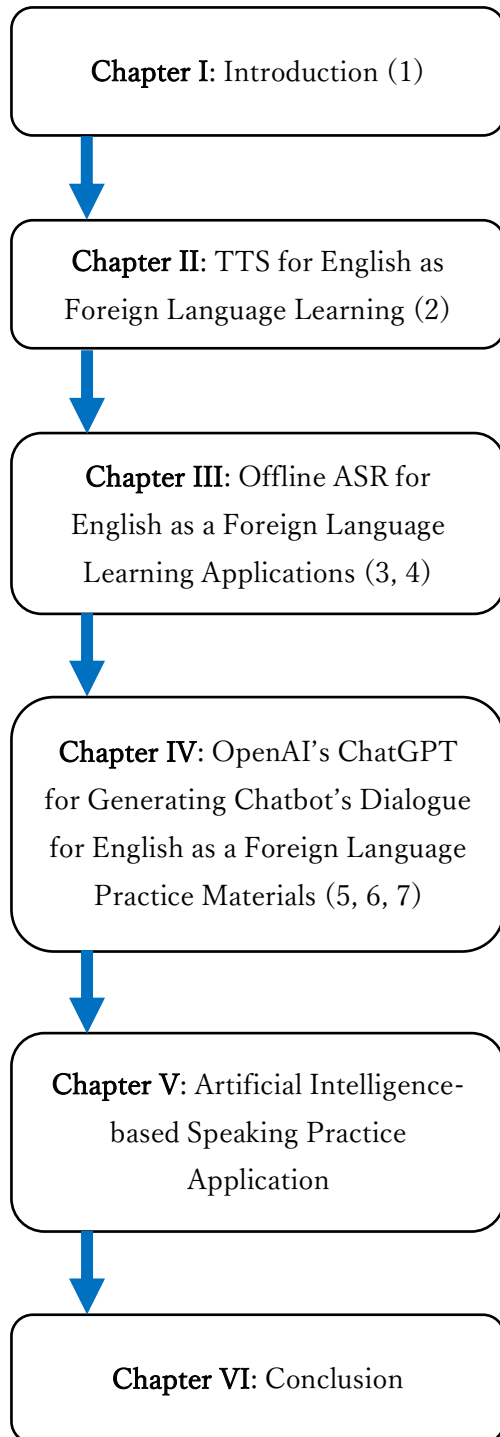 Chapter I: Introduction (1)
Chapter II: TTS for English as
Foreign Language Learning (2)
Chapter III: Offline ASR for
English as a Foreign Language
Learning Applications (3, 4)
Chapter IV: OpenAI’s ChatGPT
for Generating Chatbot’s Dialogue
for English as a Foreign Language
Practice Materials (5, 6, 7)
Chapter V: Artificial Intelligence-
based Speaking Practice
Application
Chapter VI: Conclusion